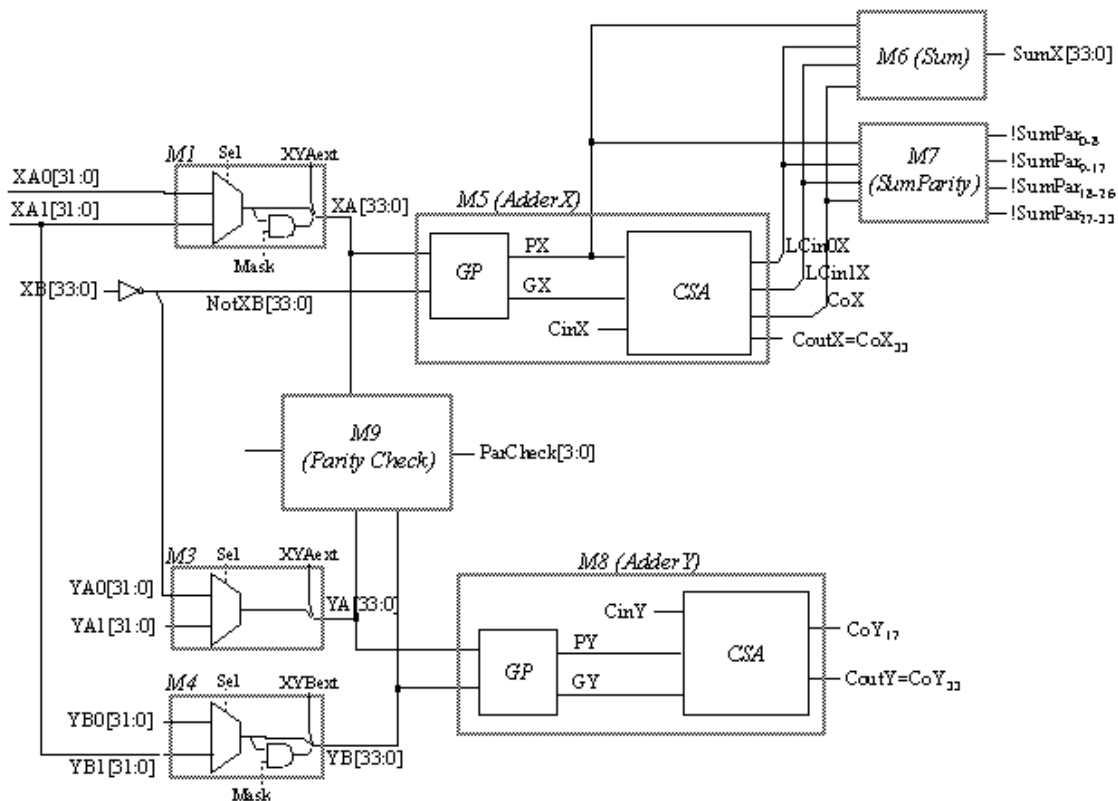 M6 (Sum)
SumX[33:0]
M7
(SumParity)
!SumPar0-8
!SumPar9-17
!SumPar18-26
!SumPar27-33
M1
Sel
XYAext
XA0[31:0]
XA1[31:0]
XA[33:0]
Mask
XB[33:0]
NotXB[33:0]
M5 (Adder X)
GP
PX
GX
CinX
CSA
LCin0X
LCin1X
CoX
CoutX=CoX33
M9
(Parity Check)
ParCheck[3:0]
M3
Sel
XYAext
YA0[31:0]
YA1[31:0]
YA[33:0]
M4
Sel
XYBext
YB0[31:0]
YB1[31:0]
YB[33:0]
Mask
M8 (Adder Y)
CinY
GP
PY
GY
CSA
CoY17
CoutY=CoY33